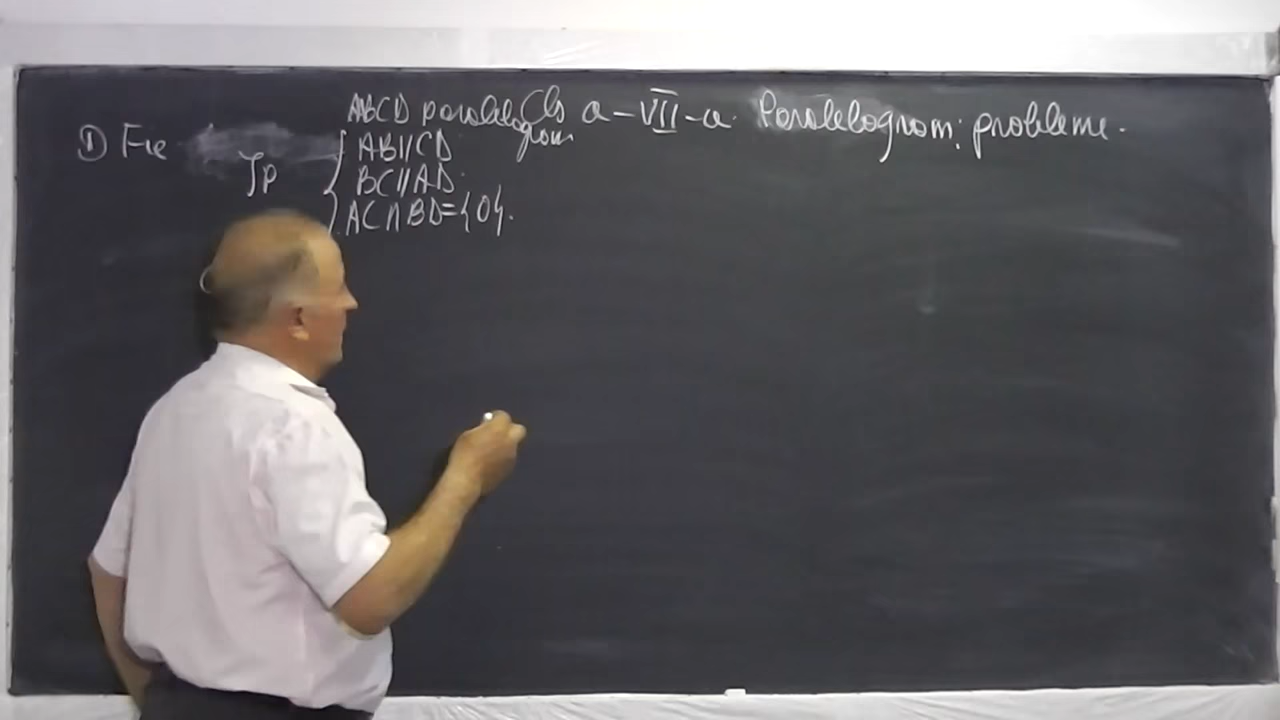 Cls a-VII-a. Paralelogram: probleme.
1) Fie
ABCD paralelogram
Ip
AB||CD
BC||AD.
AC∩BD={O}.